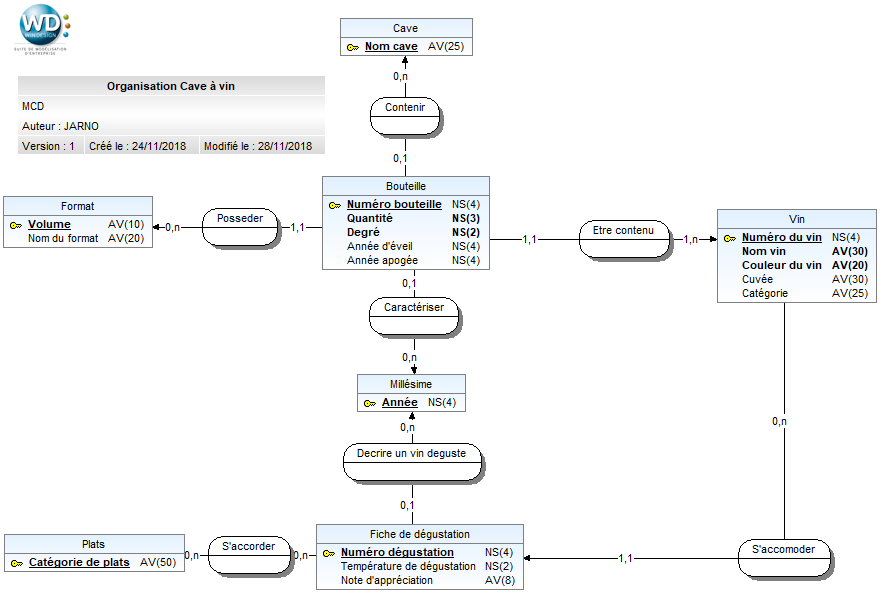 WD
WIN'DESIGN
SUITE DE MODÉLISATION
D'ENTREPRISE
Organisation Cave à vin
MCD
Auteur : JARNO
Version : 1 Créé le : 24/11/2018 Modifié le : 28/11/2018
Cave
Nom cave AV(25)
0,n
Contenir
0,1
Bouteille
Numéro bouteille NS(4)
Quantité NS(3)
Degré NS(2)
Année d'éveil NS(4)
Année apogée NS(4)
Format
Volume AV(10)
Nom du format AV(20)
0,n
Posseder
1,1
1,1
Etre contenu
1,n
Vin
Numéro du vin NS(4)
Nom vin AV(30)
Couleur du vin AV(20)
Cuvée AV(30)
Catégorie AV(25)
0,1
Caractériser
0,n
Millésime
Année NS(4)
0,n
Decrire un vin deguste
0,1
0,n
Fiche de dégustation
Numéro dégustation NS(4)
Température de dégustation NS(2)
Note d'appréciation AV(8)
Plats
Catégorie de plats AV(50)
0,n
S'accorder
0,n
1,1
S'accomoder